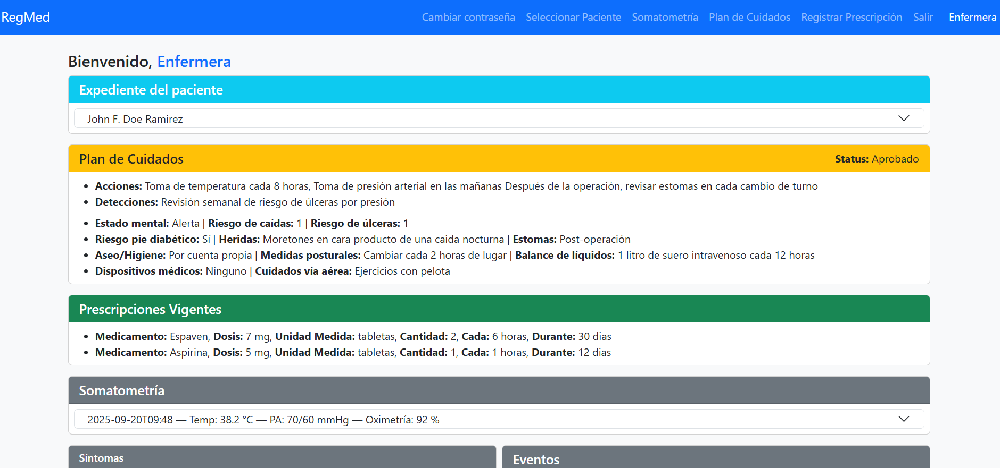 RegMed Cambiar contraseña Seleccionar Paciente Somatometría Plan de Cuidados Registrar Prescripción Salir Enfermera
Bienvenido, Enfermera
Expediente del paciente
John F. Doe Ramirez
Plan de Cuidados Status: Aprobado
Acciones: Toma de temperatura cada 8 horas, Toma de presión arterial en las mañanas Después de la operación, revisar estomas en cada cambio de turno
Detecciones: Revisión semanal de riesgo de úlceras por presión
Estado mental: Alerta | Riesgo de caídas: 1 | Riesgo de úlceras: 1
Riesgo pie diabético: Sí | Heridas: Moretones en cara producto de una caida nocturna | Estomas: Post-operación
Aseo/Higiene: Por cuenta propia | Medidas posturales: Cambiar cada 2 horas de lugar | Balance de líquidos: 1 litro de suero intravenoso cada 12 horas
Dispositivos médicos: Ninguno | Cuidados vía aérea: Ejercicios con pelota
Prescripciones Vigentes
Medicamento: Espaven, Dosis: 7 mg, Unidad Medida: tabletas, Cantidad: 2, Cada: 6 horas, Durante: 30 dias
Medicamento: Aspirina, Dosis: 5 mg, Unidad Medida: tabletas, Cantidad: 1, Cada: 1 horas, Durante: 12 dias
Somatometría
2025-09-20T09:48 — Temp: 38.2 °C — PA: 70/60 mmHg — Oximetría: 92 %
Síntomas Eventos